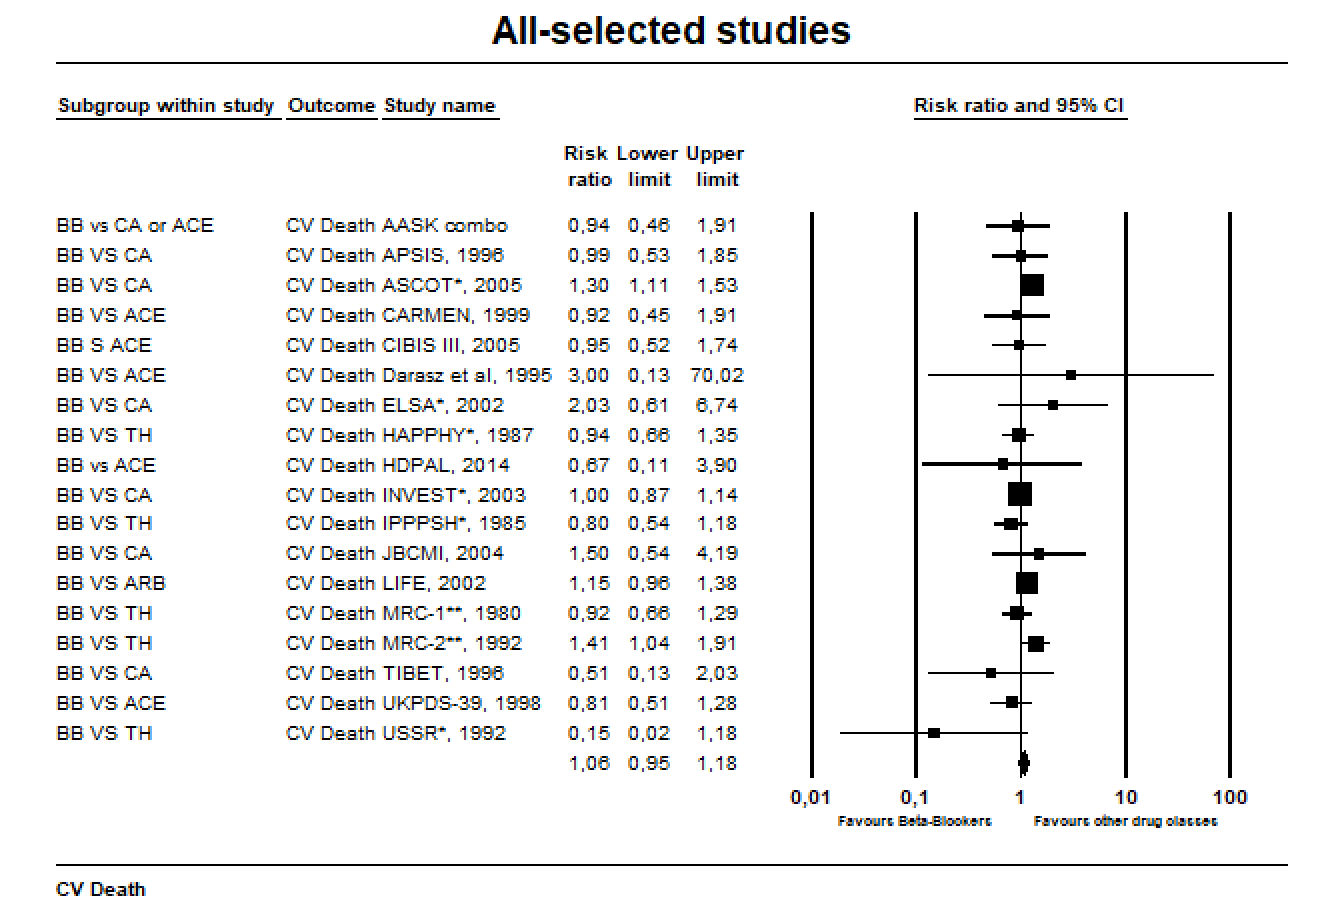 All-selected studies
Subgroup within study Outcome Study name Risk ratio and 95% CI
Risk Lower Upper
ratio limit limit
BB vs CA or ACE CV Death AASK combo 0,94 0,46 1,91
BB VS CA CV Death APSIS, 1996 0,99 0,53 1,85
BB VS CA CV Death ASCOT*, 2005 1,30 1,11 1,53
BB VS ACE CV Death CARMEN, 1999 0,92 0,45 1,91
BB S ACE CV Death CIBIS III, 2005 0,95 0,52 1,74
BB VS ACE CV Death Darasz et al, 1995 3,00 0,13 70,02
BB VS CA CV Death ELSA*, 2002 2,03 0,61 6,74
BB VS TH CV Death HAPPHY*, 1987 0,94 0,66 1,35
BB vs ACE CV Death HDPAL, 2014 0,67 0,11 3,90
BB VS CA CV Death INVEST*, 2003 1,00 0,87 1,14
BB VS TH CV Death IPPPSH*, 1985 0,80 0,54 1,18
BB VS CA CV Death JBCMI, 2004 1,50 0,54 4,19
BB VS ARB CV Death LIFE, 2002 1,15 0,96 1,38
BB VS TH CV Death MRC-1**, 1980 0,92 0,66 1,29
BB VS TH CV Death MRC-2**, 1992 1,41 1,04 1,91
BB VS CA CV Death TIBET, 1996 0,51 0,13 2,03
BB VS ACE CV Death UKPDS-39, 1998 0,81 0,51 1,28
BB VS TH CV Death USSR*, 1992 0,15 0,02 1,18
1,06 0,95 1,18
0,01 0,1 1 10 100
Favours Beta-Blockers Favours other drug classes
CV Death